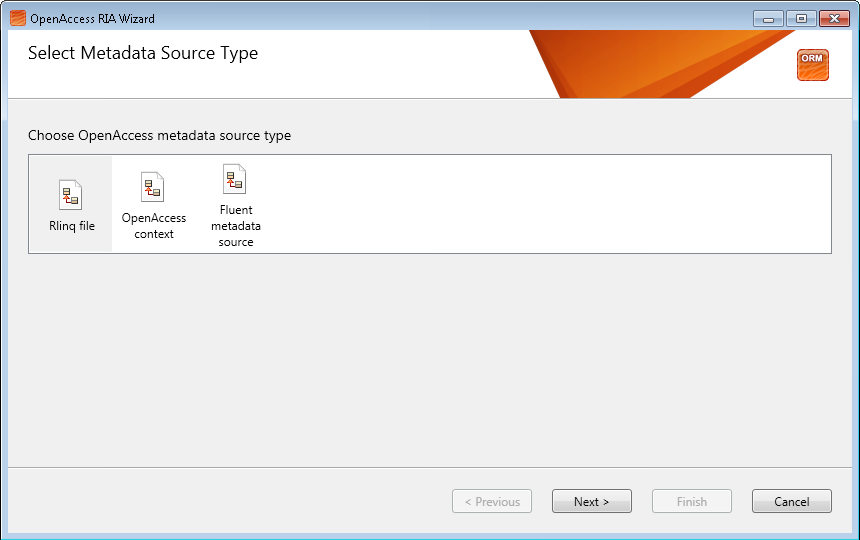 OpenAccess RIA Wizard
Select Metadata Source Type
ORM
Choose OpenAccess metadata source type
Rlinq file
OpenAccess
context
Fluent
metadata
source
< Previous
Next >
Finish
Cancel